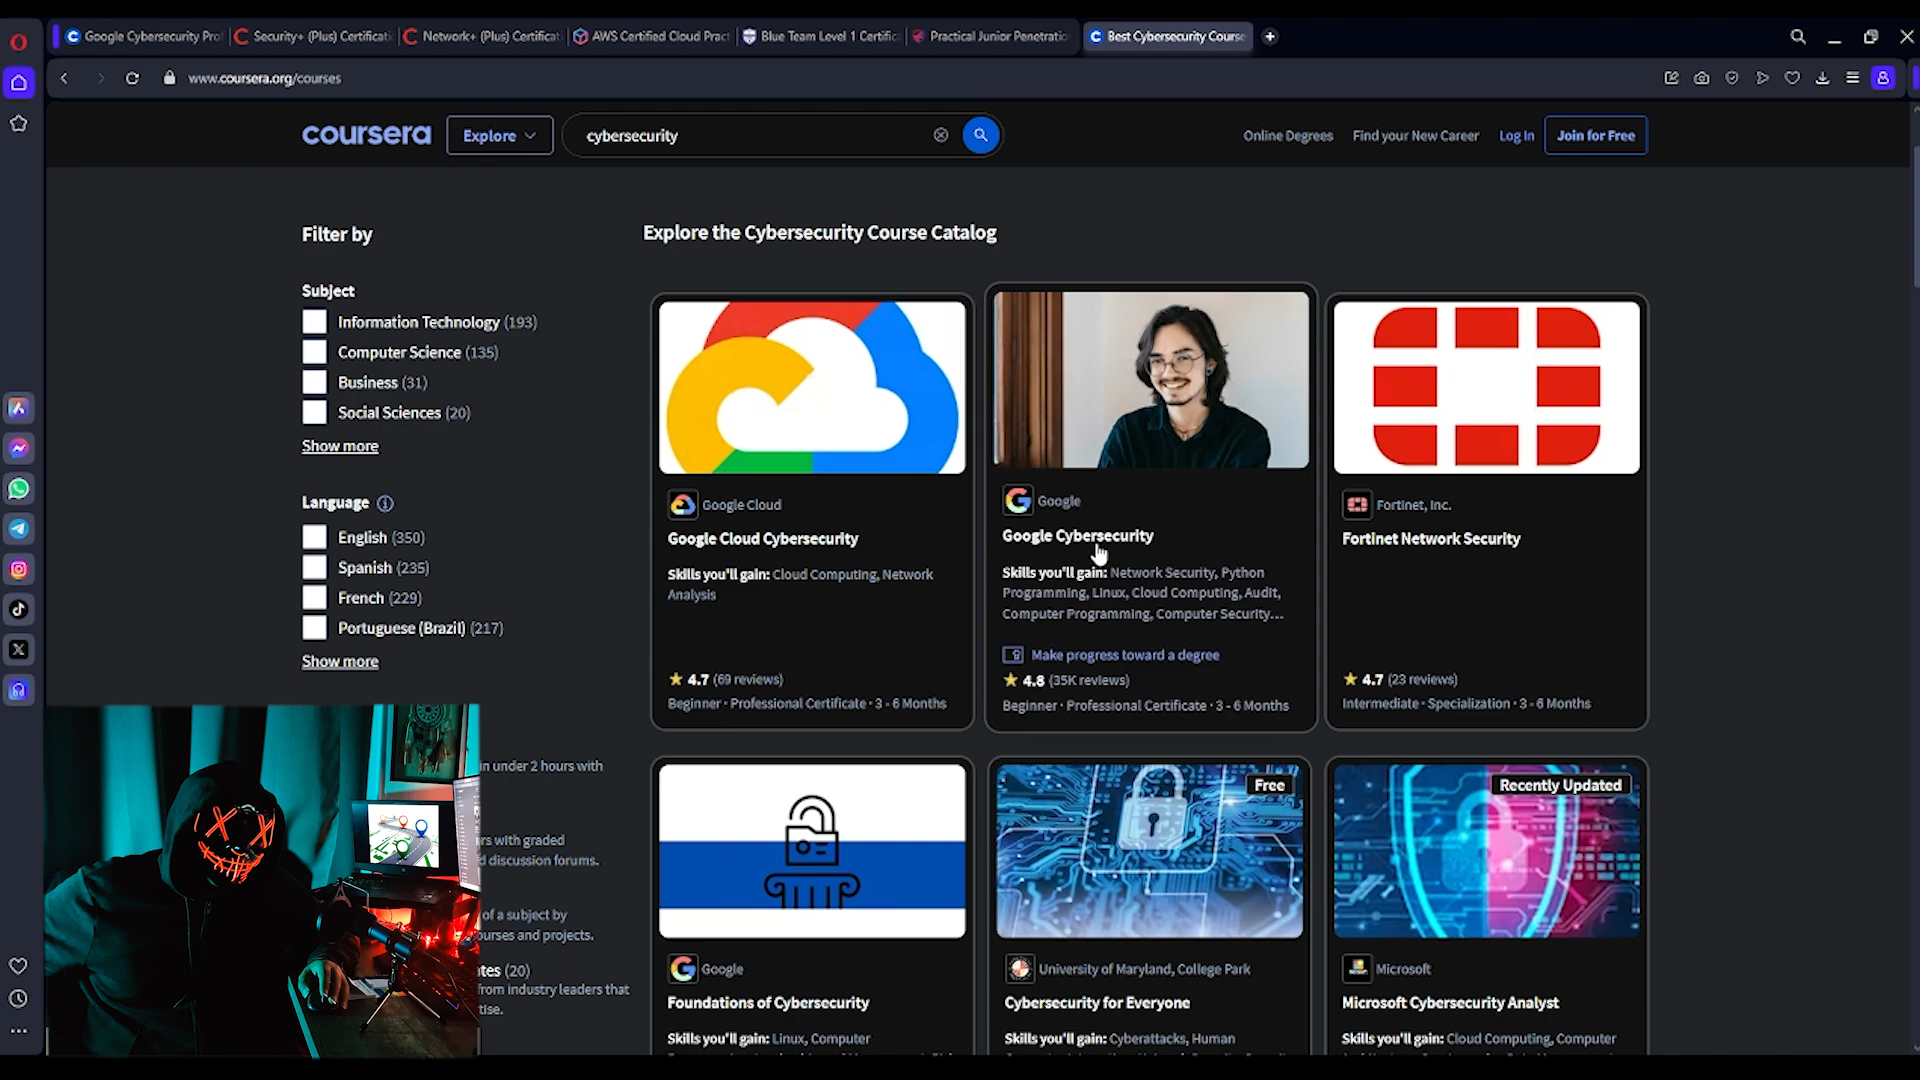 Google Cybersecurity Pro
Security+ (Plus) Certificati
Network+ (Plus) Certificat
AWS Certified Cloud Pract
Blue Team Level 1 Certific
Practical Junior Penetratio
Best Cybersecurity Course
www.coursera.org/courses
coursera
Explore
cybersecurity
Online Degrees
Find your New Career
Log In
Join for Free
Filter by
Subject
Information Technology (193)
Computer Science (135)
Business (31)
Social Sciences (20)
Show more
Language
English (350)
Spanish (235)
French (229)
Portuguese (Brazil) (217)
Show more
in under 2 hours with
rs with graded
d discussion forums.
of a subject by
ourses and projects.
tes (20)
from industry leaders that
tise.
Explore the Cybersecurity Course Catalog
Google Cloud
Google Cloud Cybersecurity
Skills you'll gain: Cloud Computing, Network
Analysis
4.7 (69 reviews)
Beginner · Professional Certificate · 3 - 6 Months
Google
Google Cybersecurity
Skills you'll gain: Network Security, Python
Programming, Linux, Cloud Computing, Audit,
Computer Programming, Computer Security...
Make progress toward a degree
4.8 (35K reviews)
Beginner · Professional Certificate · 3 - 6 Months
Fortinet, Inc.
Fortinet Network Security
4.7 (23 reviews)
Intermediate · Specialization · 3 - 6 Months
Google
Foundations of Cybersecurity
Skills you'll gain: Linux, Computer
Free
University of Maryland, College Park
Cybersecurity for Everyone
Skills you'll gain: Cyberattacks, Human
Recently Updated
Microsoft
Microsoft Cybersecurity Analyst
Skills you'll gain: Cloud Computing, Computer